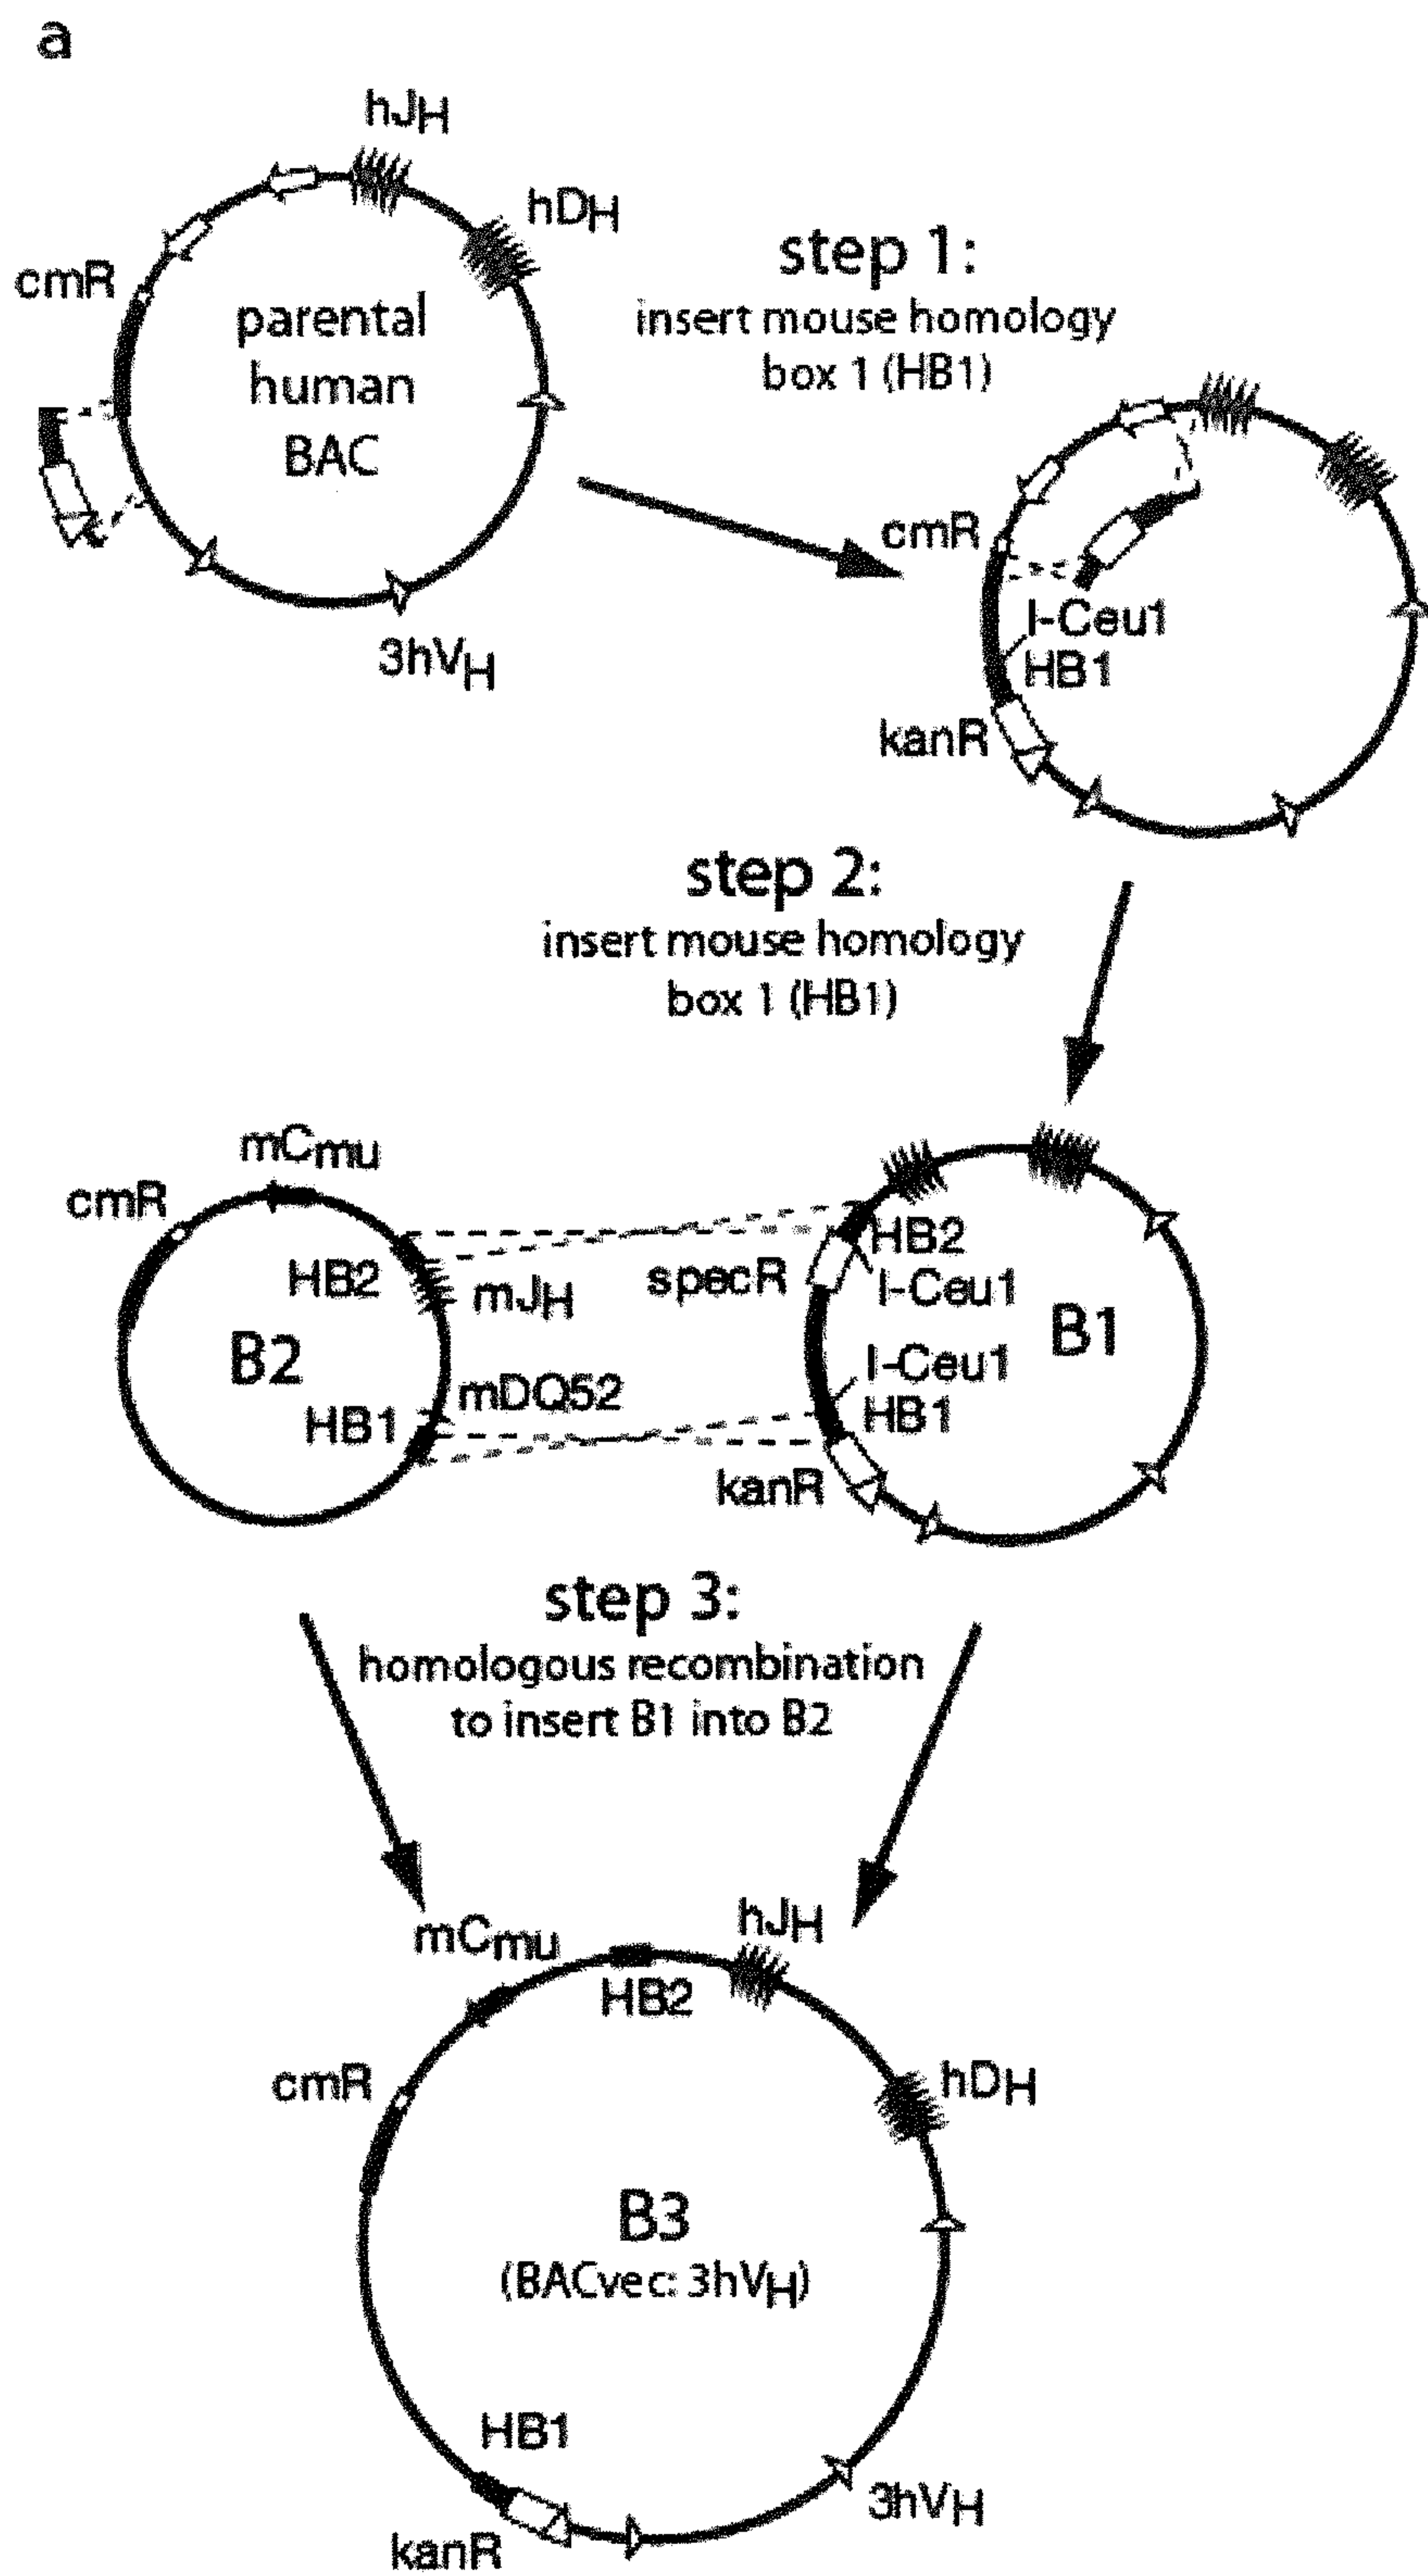 a
hJH
hDH
cmR
parental
human
BAC
3hVH
step 1:
insert mouse homology
box 1 (HB1)
cmR
I-Ceu1
HB1
kanR
step 2:
insert mouse homology
box 1 (HB1)
mCmu
cmR
HB2
mJH
B2
mDQ52
HB1
HB2
specR
I-Ceu1
B1
I-Ceu1
HB1
kanR
step 3:
homologous recombination
to insert B1 into B2
mCmu
hJH
HB2
cmR
hDH
B3
(BACvec: 3hVH)
HB1
3hVH
kanR